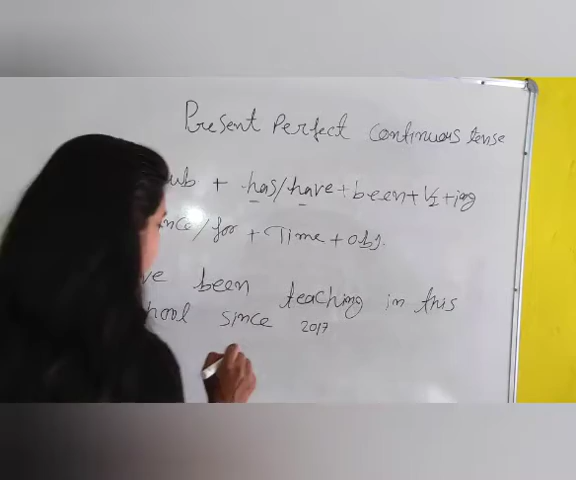 Present Perfect Continuous tense
+ has/have + been + V1 + ing
/for + Time + obj.
been teaching in this
since 2017